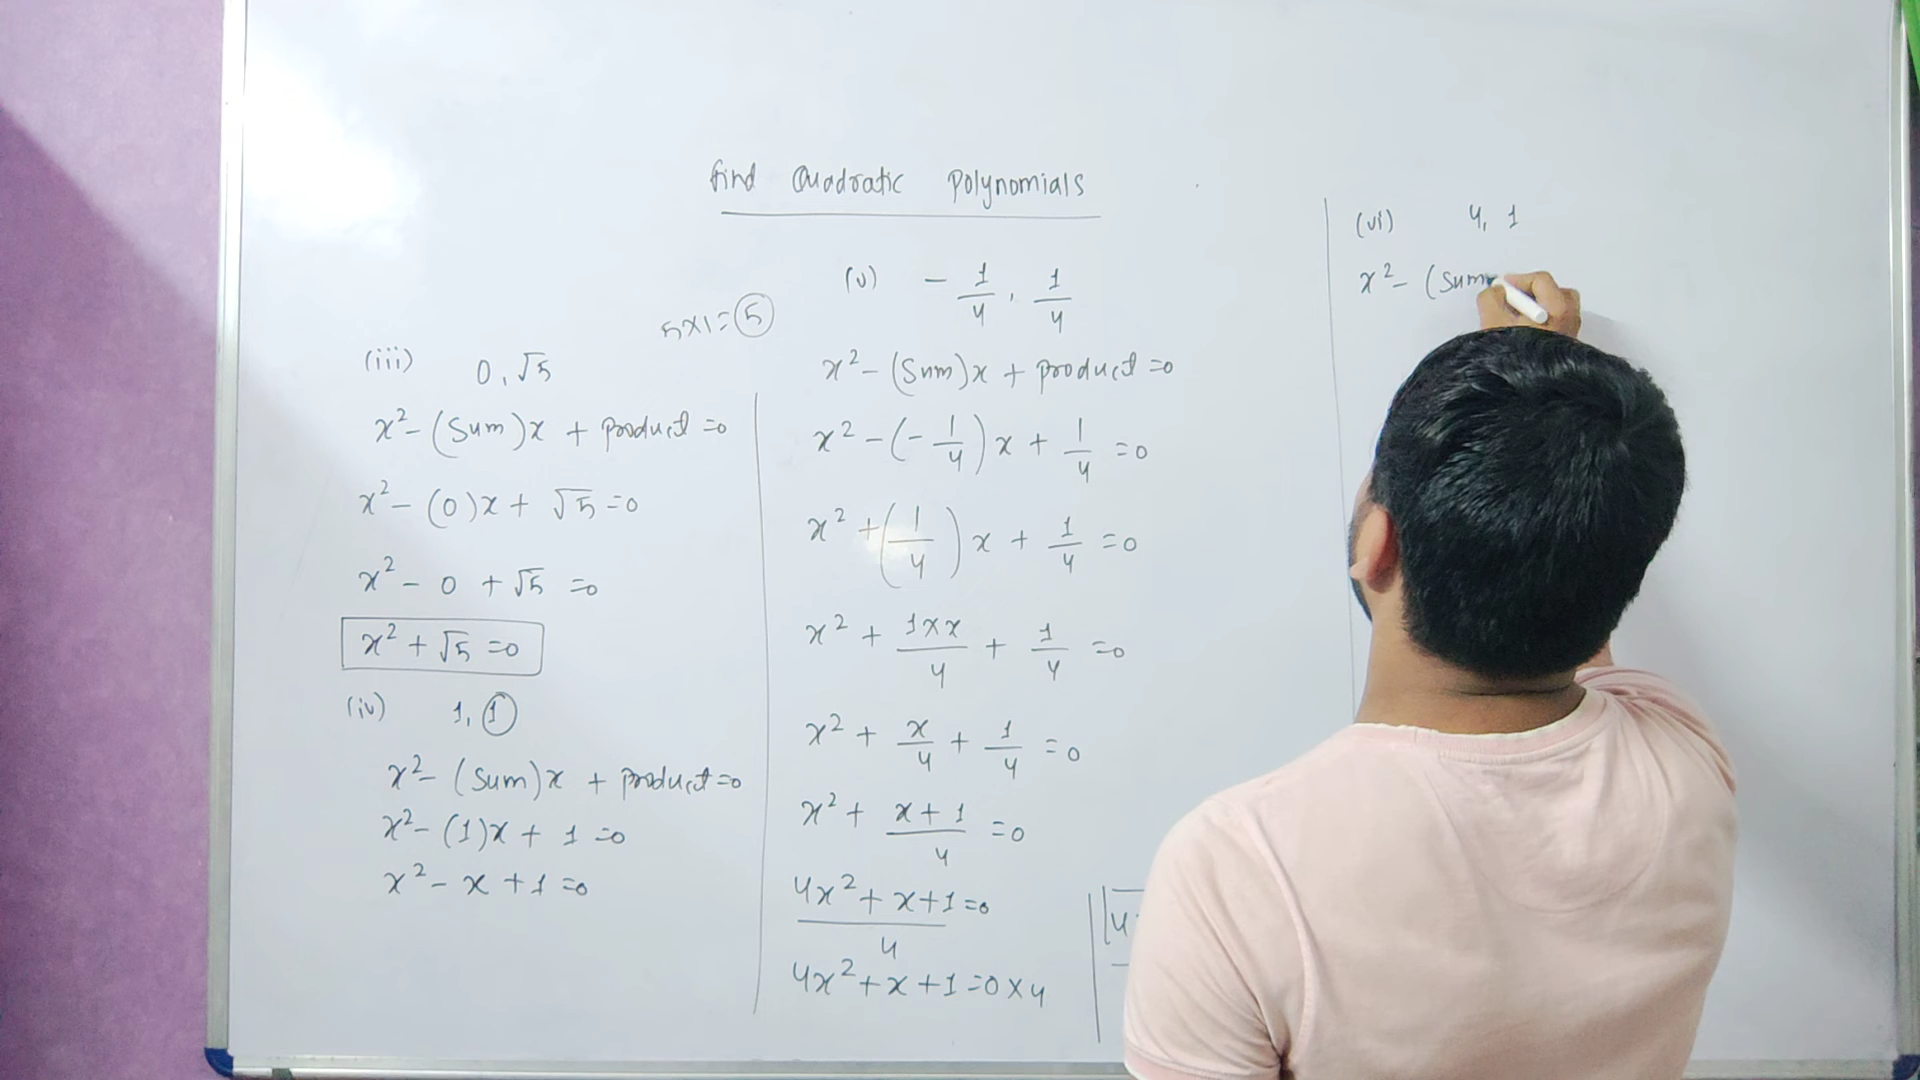 find Quadratic Polynomials
5x1=5
(iii) 0, √5
x² - (Sum)x + product =0
x² - (0)x + √5 =0
x² - 0 + √5 =0
x² + √5 =0
(iv) 1, 1
x² - (Sum)x + product =0
x² - (1)x + 1 =0
x² - x + 1 =0
(v) - 1/4, 1/4
x² - (Sum)x + product =0
x² - (- 1/4)x + 1/4 =0
x² + (1/4)x + 1/4 =0
x² + 1xx/4 + 1/4 =0
x² + x/4 + 1/4 =0
x² + x+1/4 =0
4x² + x+1/4 =0
4x² + x + 1 =0 x 4
4
(vi) 4, 1
x² - (Sum